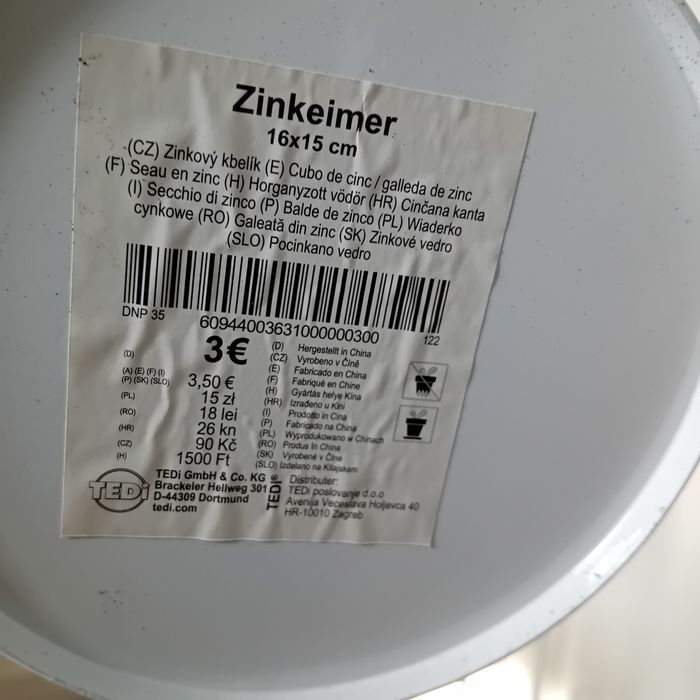 Zinkeimer
16x15 cm
(CZ) Zinkový kbelík (E) Cubo de cinc / galleda de zinc
(F) Seau en zinc (H) Horganyzott vödör (HR) Cinčana kanta
(I) Secchio di zinco (P) Balde de zinco (PL) Wiaderko
cynkowe (RO) Galeată din zinc (SK) Zinkové vedro
(SLO) Pocinkano vedro
DNP 35
60944003631000000300
122
(D) 3€
(A) (E) (F) (I)
(P) (SK) (SLO) 3,50 €
(PL) 15 zł
(RO) 18 lei
(HR) 26 kn
(CZ) 90 Kč
(H) 1500 Ft
(D) Hergestellt in China
(CZ) Vyrobeno v Číně
(E) Fabricado en China
(F) Fabriqué en Chine
(H) Gyártás helye Kína
(HR) Izrađeno u Kini
(I) Prodotto in Cina
(P) Fabricado na China
(PL) Wyprodukowano w Chinach
(RO) Produs în China
(SK) Vyrobené v Číne
(SLO) Izdelano na Kitajskem
TEDi
TEDi GmbH & Co. KG
Brackeler Hellweg 301
D-44309 Dortmund
tedi.com
TEDi®
Distributer:
TEDi poslovanje d.o.o
Avenija Veceslava Holjevca 40
HR-10010 Zagreb